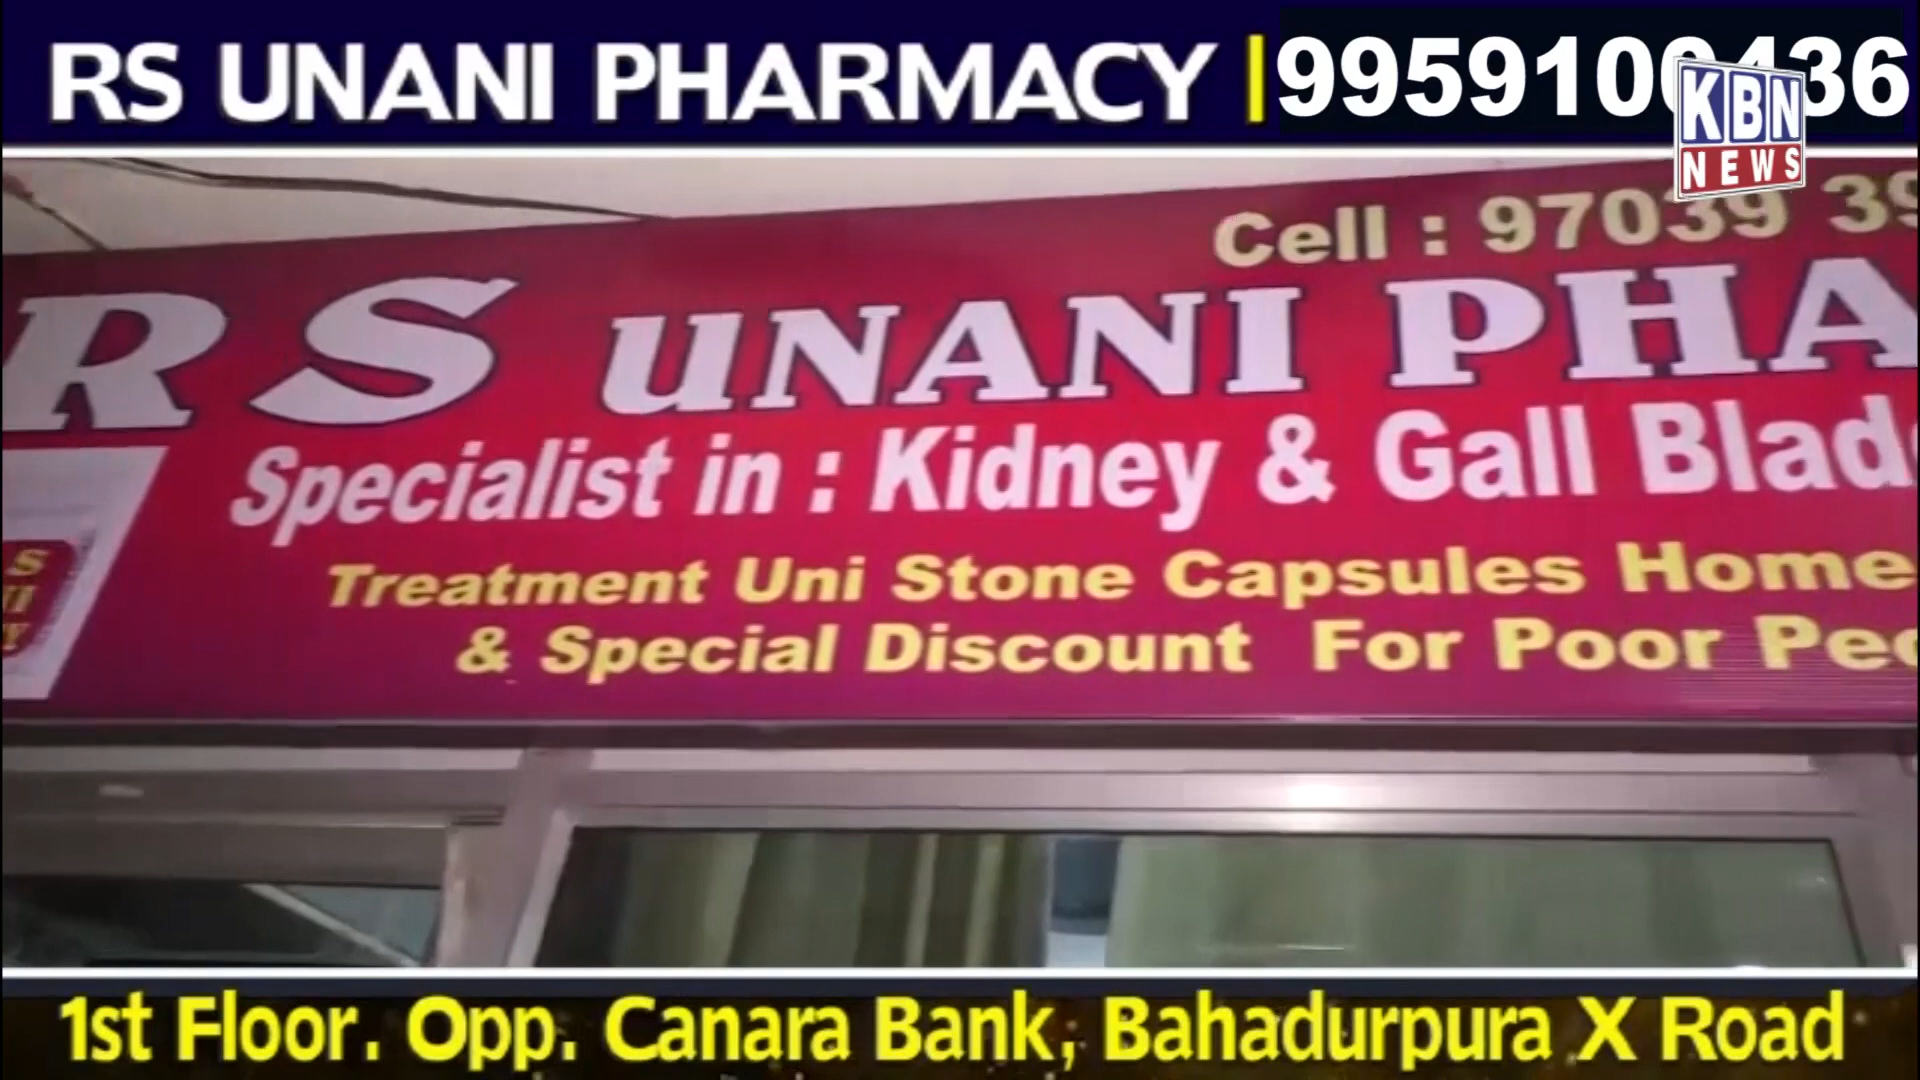 RS UNANI PHARMACY
KBN
NEWS
Cell : 97039
RS UNANI
Specialist in : Kidney & Gall
Treatment Uni Stone Capsules Home
& Special Discount For Poor
1st Floor. Opp. Canara Bank, Bahadurpura X Road